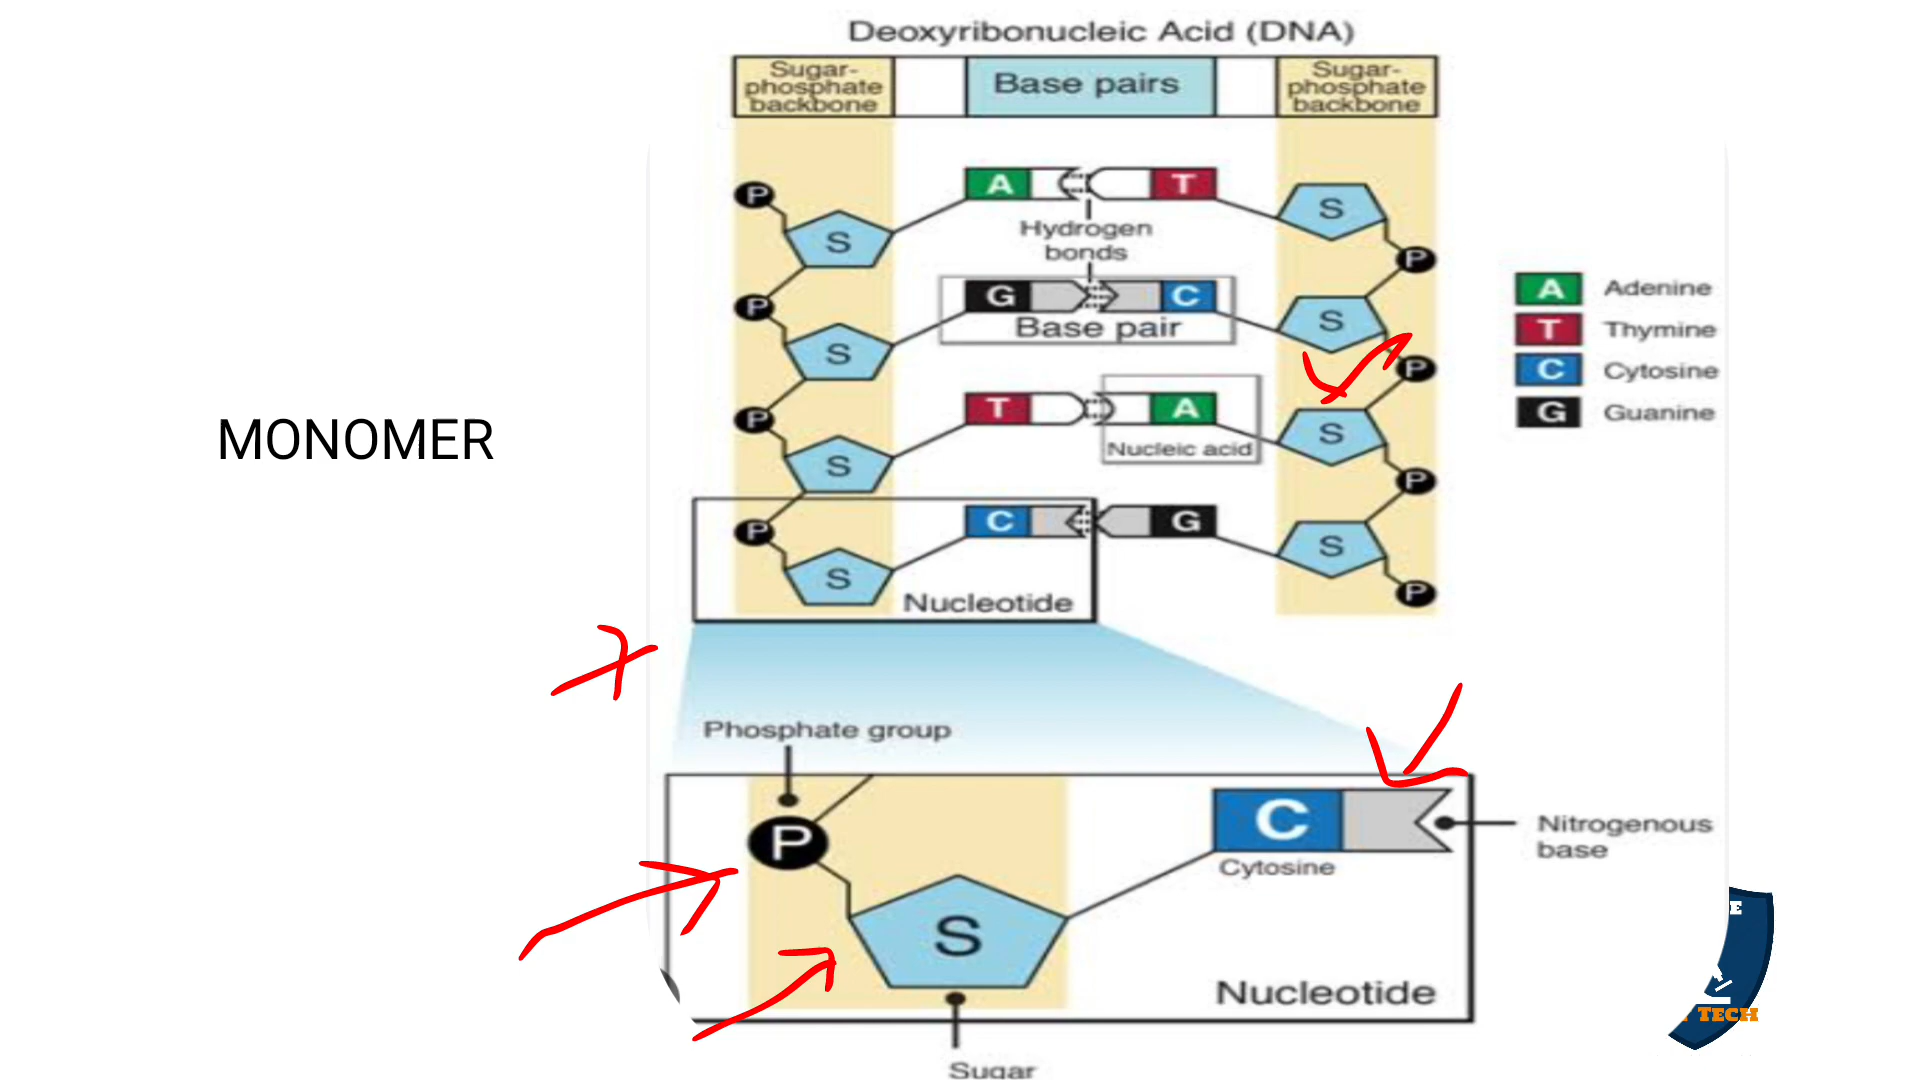 Deoxyribonucleic Acid (DNA)
Sugar-
phosphate
backbone
Base pairs
Sugar-
phosphate
backbone
P
S
A
T
S
P
Hydrogen
bonds
P
S
G
C
S
P
Base pair
A Adenine
T Thymine
C Cytosine
G Guanine
MONOMER
P
S
T
A
S
P
Nucleic acid
P
S
C
G
S
P
Nucleotide
Phosphate group
P
S
C
Cytosine
Nitrogenous
base
Nucleotide
Sugar
E
TECH